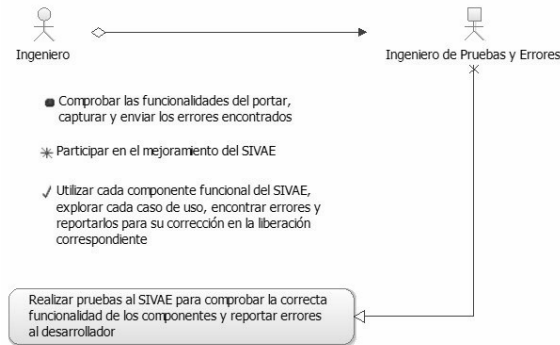 Ingeniero
Ingeniero de Pruebas y Errores
Comprobar las funcionalidades del portar,
capturar y enviar los errores encontrados
Participar en el mejoramiento del SIVAE
Utilizar cada componente funcional del SIVAE,
explorar cada caso de uso, encontrar errores y
reportarlos para su corrección en la liberación
correspondiente
Realizar pruebas al SIVAE para comprobar la correcta
funcionalidad de los componentes y reportar errores
al desarrollador